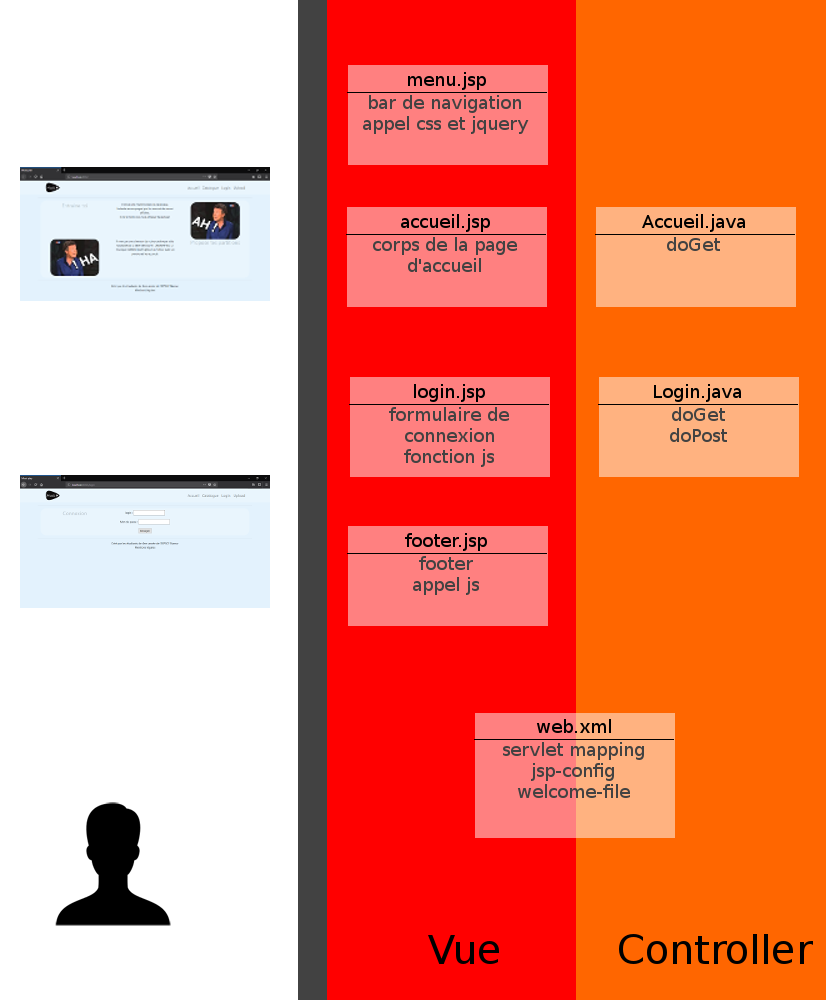 menu.jsp
bar de navigation
appel css et jquery
accueil.jsp
corps de la page
d'accueil
Accueil.java
doGet
AH
HA
login.jsp
formulaire de
connexion
fonction js
Login.java
doGet
doPost
footer.jsp
footer
appel js
web.xml
servlet mapping
jsp-config
welcome-file
Vue
Controller